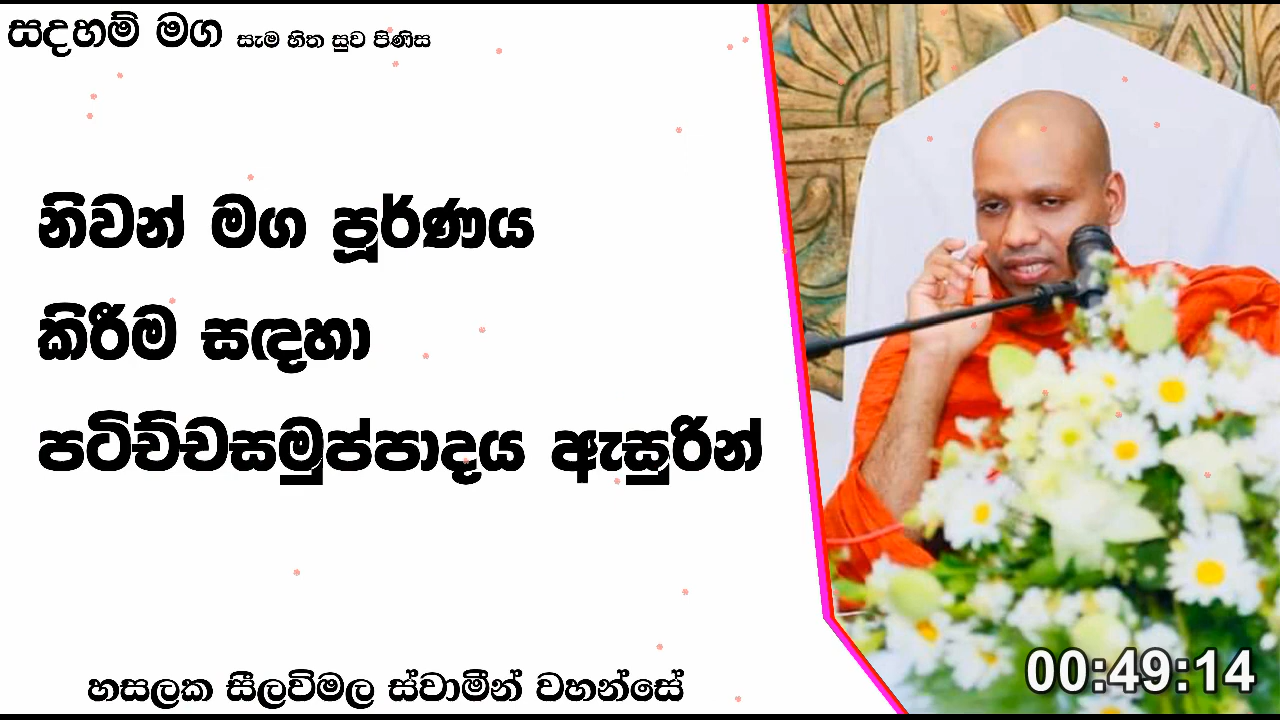 සදහම් මග සැම හිත සුව පිණිස
නිවන් මග පූර්ණය
කිරීම සඳහා
පටිච්චසමුප්පාදය ඇසුරින්
හසලක සීලවිමල ස්වාමීන් වහන්සේ
00:49:14